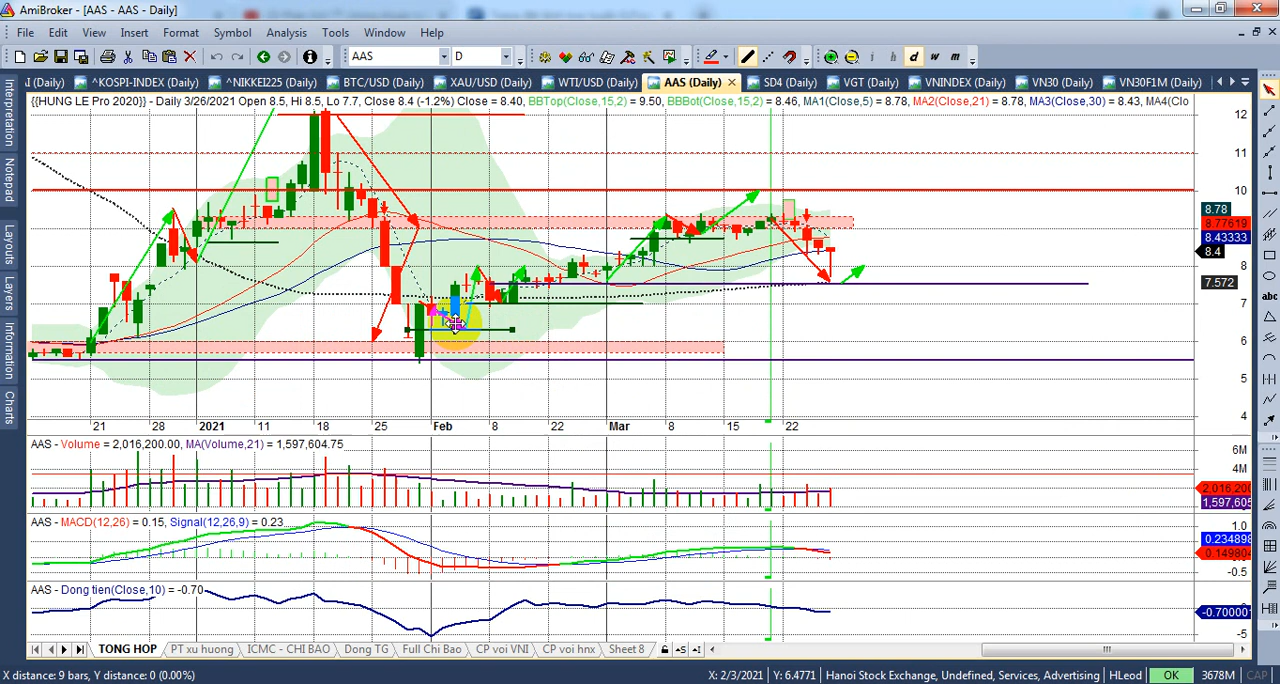 AmiBroker - [AAS - AAS - Daily]
File Edit View Insert Format Symbol Analysis Tools Window Help
AAS D i h d w m
(Daily) ^KOSPI-INDEX (Daily) ^NIKKEI225 (Daily) BTC/USD (Daily) XAU/USD (Daily) WTI/USD (Daily) AAS (Daily) SD4 (Daily) VGT (Daily) VNINDEX (Daily) VN30 (Daily) VN30F1M (Daily)
{{HUNG LE Pro 2020}} - Daily 3/26/2021 Open 8.5, Hi 8.5, Lo 7.7, Close 8.4 (-1.2%) Close = 8.40, BBTop(Close,15,2) = 9.50, BBBot(Close,15,2) = 8.46, MA1(Close,5) = 8.78, MA2(Close,21) = 8.78, MA3(Close,30) = 8.43, MA4(Clo
Interpretation
Notepad
Layouts
Layers
Information
Charts
12
11
10
8.78
8.77619
8.43333
8.4
8
7.572
7
6
5
4
21 28 2021 11 18 25 Feb 8 22 Mar 8 15 22
AAS - Volume = 2,016,200.00, MA(Volume,21) = 1,597,604.75
6M
4M
2,016,200
1,597,605
AAS - MACD(12,26) = 0.15, Signal(12,26,9) = 0.23
1.0
0.234898
0.149804
-0.5
AAS - Dong tien(Close,10) = -0.70
-0.700001
-5
TONG HOP PT xu huong ICMC - CHI BAO Dong TG Full Chi Bao CP voi VNI CP voi hnx Sheet 8
X distance: 9 bars, Y distance: 0 (0.00%) X: 2/3/2021 Y: 6.4771 Hanoi Stock Exchange, Undefined, Services, Advertising HLeod OK 3678M CAP
abc